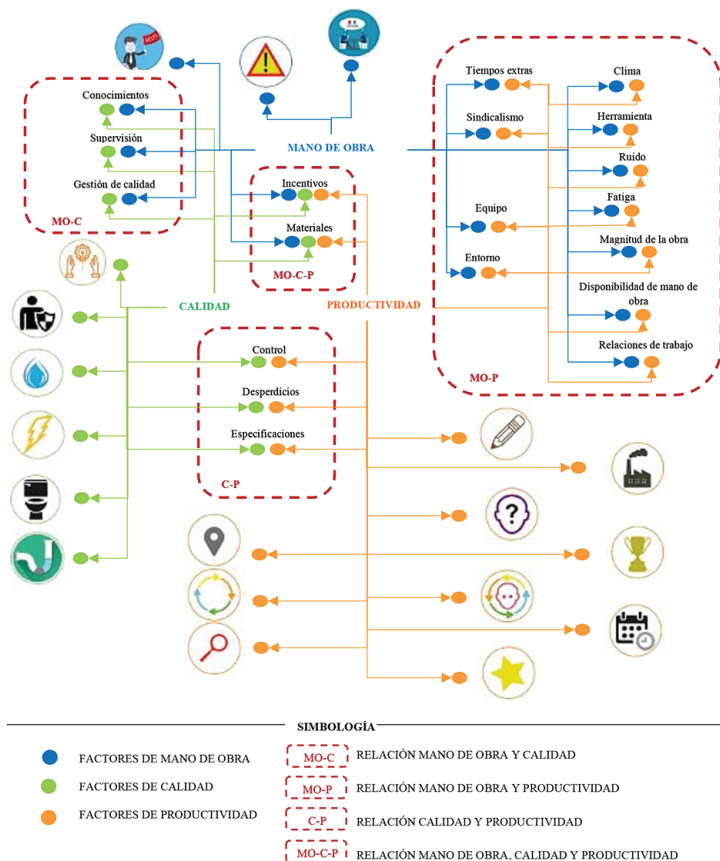 Conocimientos
Supervisión
Gestión de calidad
MO-C
MANO DE OBRA
Incentivos
Materiales
MO-C-P
Tiempos extras
Sindicalismo
Equipo
Entorno
Clima
Herramienta
Ruido
Fatiga
Magnitud de la obra
Disponibilidad de mano de
obra
Relaciones de trabajo
MO-P
CALIDAD
PRODUCTIVIDAD
Control
Desperdicios
Especificaciones
C-P
?
SIMBOLOGÍA
FACTORES DE MANO DE OBRA
FACTORES DE CALIDAD
FACTORES DE PRODUCTIVIDAD
MO-C RELACIÓN MANO DE OBRA Y CALIDAD
MO-P RELACIÓN MANO DE OBRA Y PRODUCTIVIDAD
C-P RELACIÓN CALIDAD Y PRODUCTIVIDAD
MO-C-P RELACIÓN MANO DE OBRA, CALIDAD Y PRODUCTIVIDAD